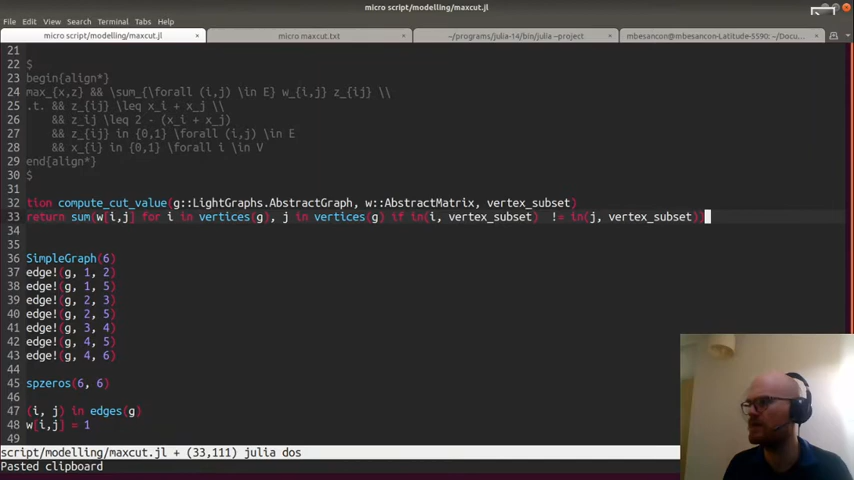 micro script/modelling/maxcut.jl
File Edit View Search Terminal Tabs Help
micro script/modelling/maxcut.jl × micro maxcut.txt × ~/programs/julia-14/bin/julia --project × mbesancon@mbesancon-Latitude-5590: ~/Docu... ×
21
22 $
23 begin{align*}
24 max_{x,z} && \sum_{\forall (i,j) \in E} w_{i,j} z_{ij} \\
25 .t. && z_{ij} \leq x_i + x_j \\
26 && z_ij \leq 2 - (x_i + x_j)
27 && z_{ij} in {0,1} \forall (i,j) \in E
28 && x_{i} in {0,1} \forall i \in V
29 end{align*}
30 $
31
32 tion compute_cut_value(g::LightGraphs.AbstractGraph, w::AbstractMatrix, vertex_subset)
33 return sum(w[i,j] for i in vertices(g), j in vertices(g) if in(i, vertex_subset)  != in(j, vertex_subset))
34
35
36 SimpleGraph(6)
37 edge!(g, 1, 2)
38 edge!(g, 1, 5)
39 edge!(g, 2, 3)
40 edge!(g, 2, 5)
41 edge!(g, 3, 4)
42 edge!(g, 4, 5)
43 edge!(g, 4, 6)
44
45 spzeros(6, 6)
46
47 (i, j) in edges(g)
48 w[i,j] = 1
49
script/modelling/maxcut.jl + (33,111) julia dos
Pasted clipboard